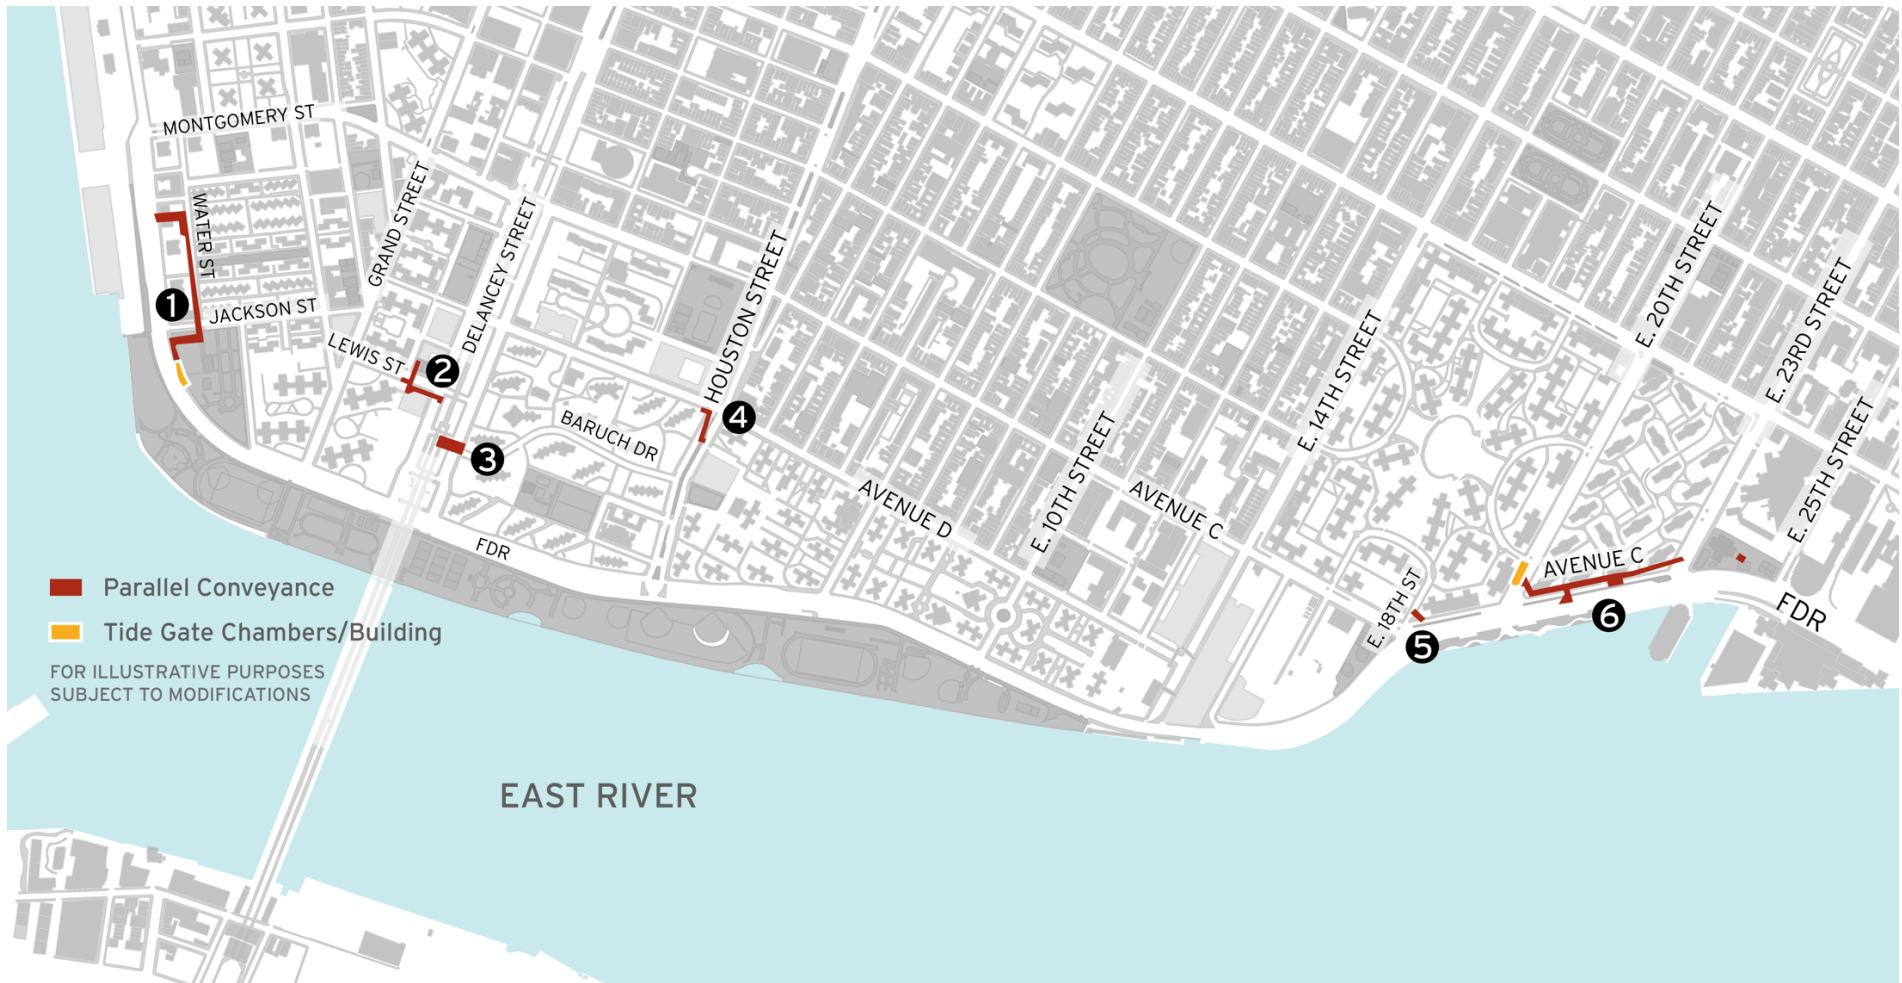 MONTGOMERY ST
WATER ST
GRAND STREET
DELANCEY STREET
HOUSTON STREET
E. 20TH STREET
E. 23RD STREET
1
JACKSON ST
LEWIS ST
2
E. 14TH STREET
4
BARUCH DR
3
E. 10TH STREET
AVENUE D
AVENUE C
E. 25TH STREET
FDR
AVENUE C
E. 18TH ST
5
6
FDR
Parallel Conveyance
Tide Gate Chambers/Building
FOR ILLUSTRATIVE PURPOSES
SUBJECT TO MODIFICATIONS
EAST RIVER